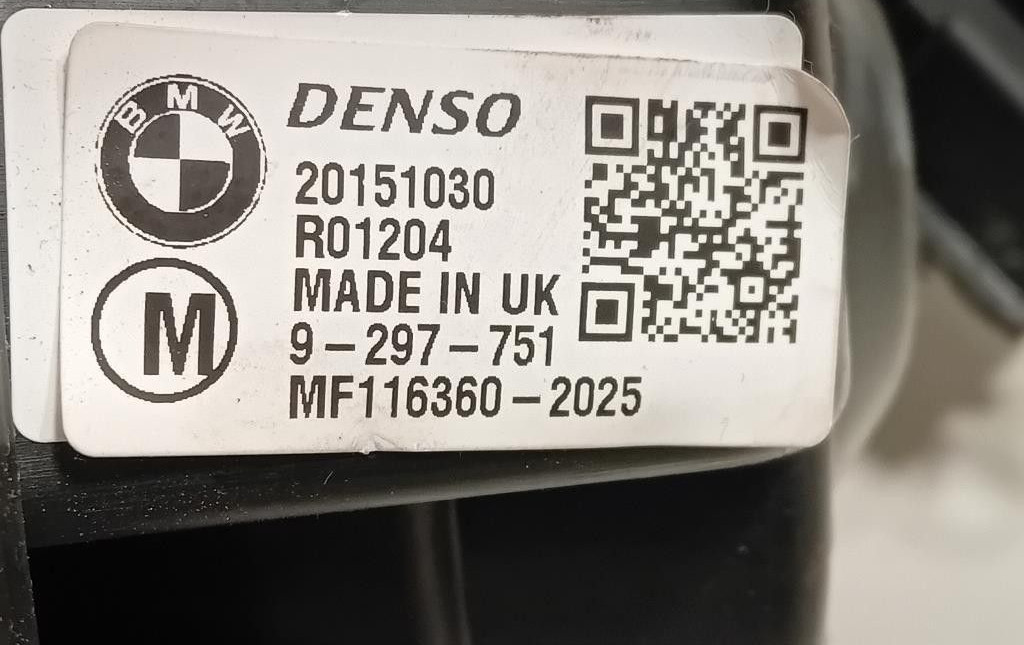 BMW
DENSO
20151030
R01204
MADE IN UK
M
9-297-751
MF116360-2025